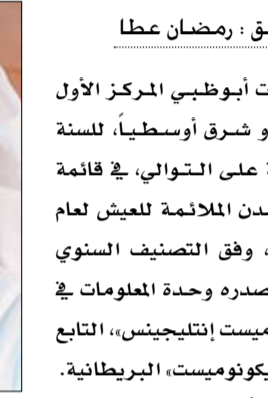 ق : رمضان عطا
ت أبوظبي المركز الأول
و شرق أوسطياً، للسنة
ة على التوالي، في قائمة
دن الملائمة للعيش لعام
، وفق التصنيف السنوي
صدره وحدة المعلومات في
ميست إنتليجينس»، التابع
يكونوميست» البريطانية.